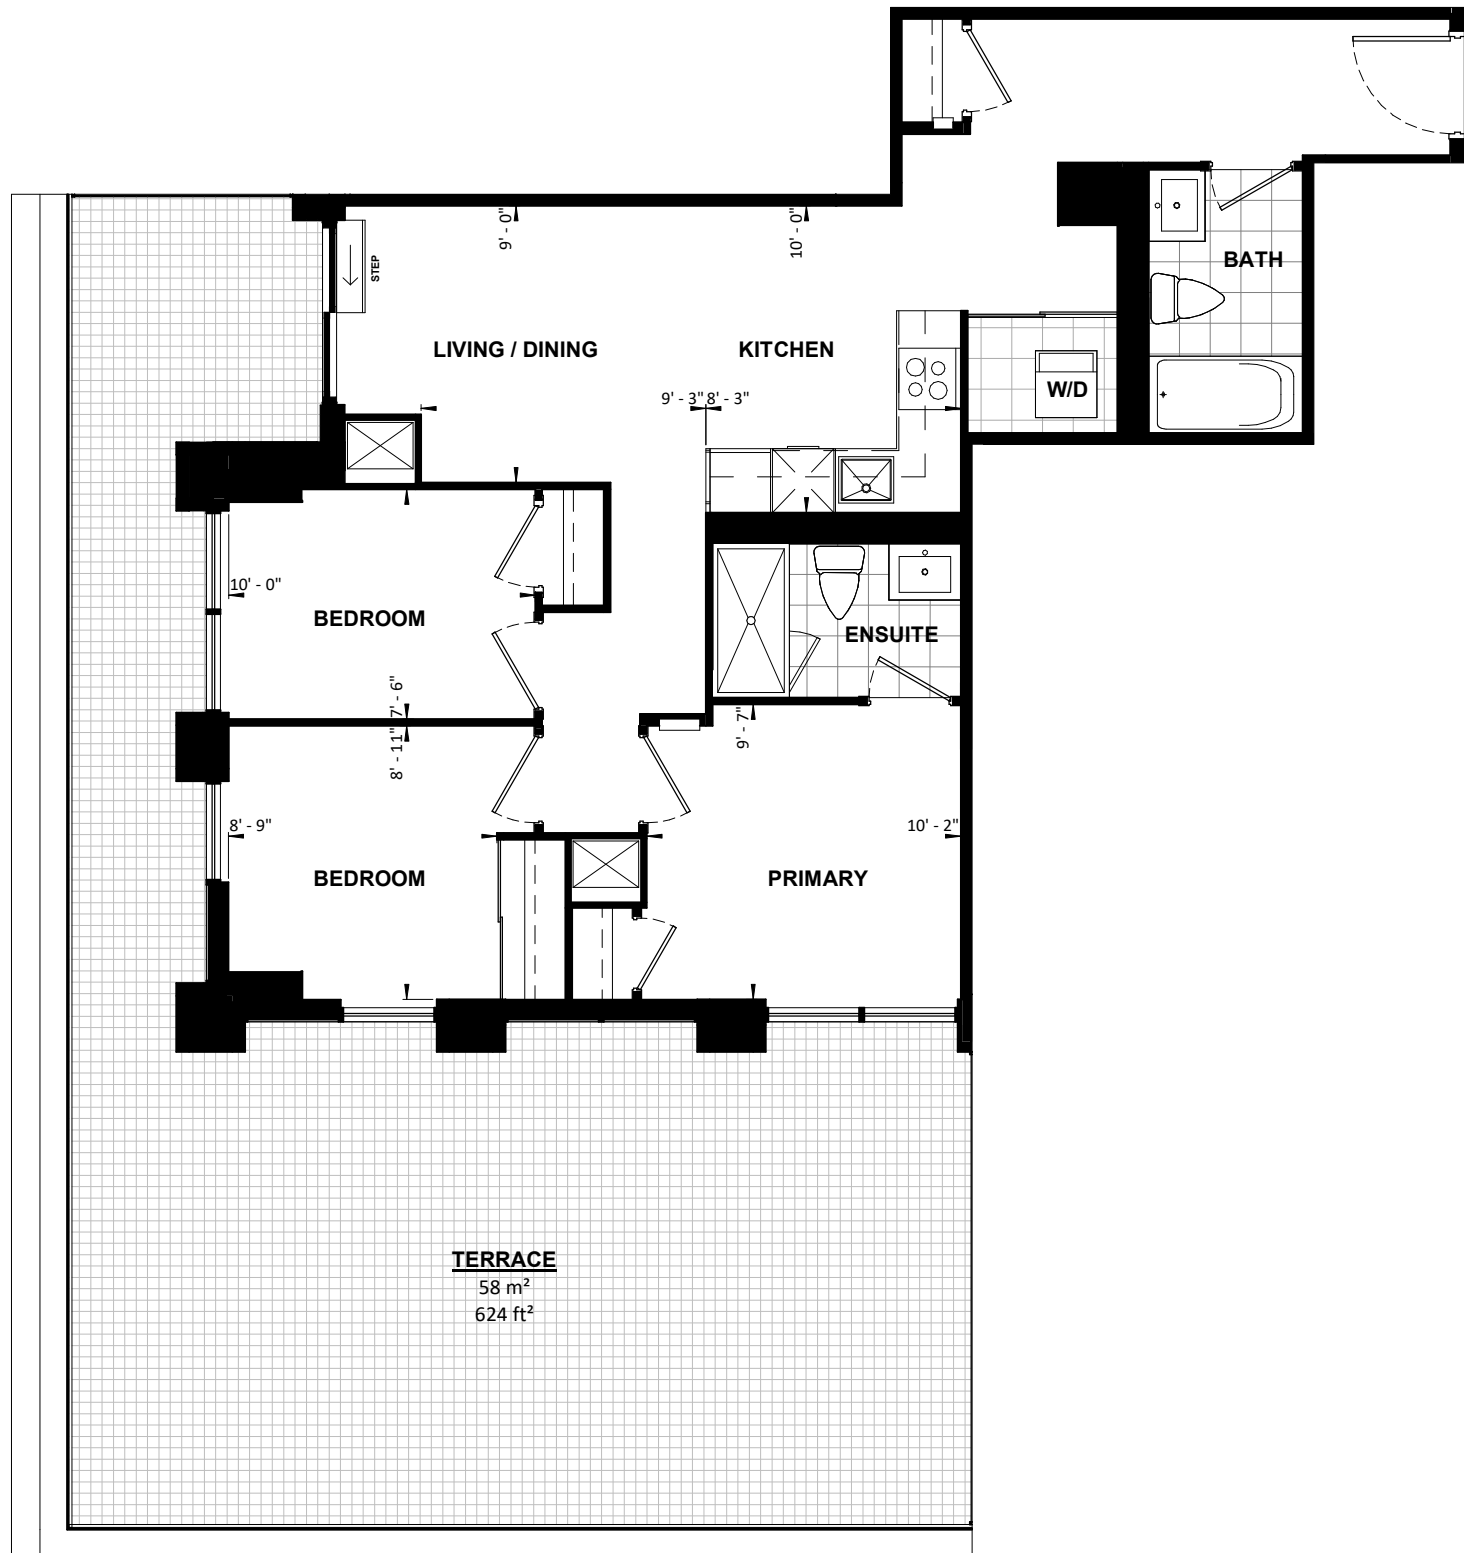 9' - 0"
10' - 0"
STEP
BATH
LIVING / DINING
KITCHEN
W/D
9' - 3"
8' - 3"
10' - 0"
BEDROOM
ENSUITE
7' - 6"
8' - 11"
9' - 7"
8' - 9"
10' - 2"
BEDROOM
PRIMARY
TERRACE
58 m²
624 ft²